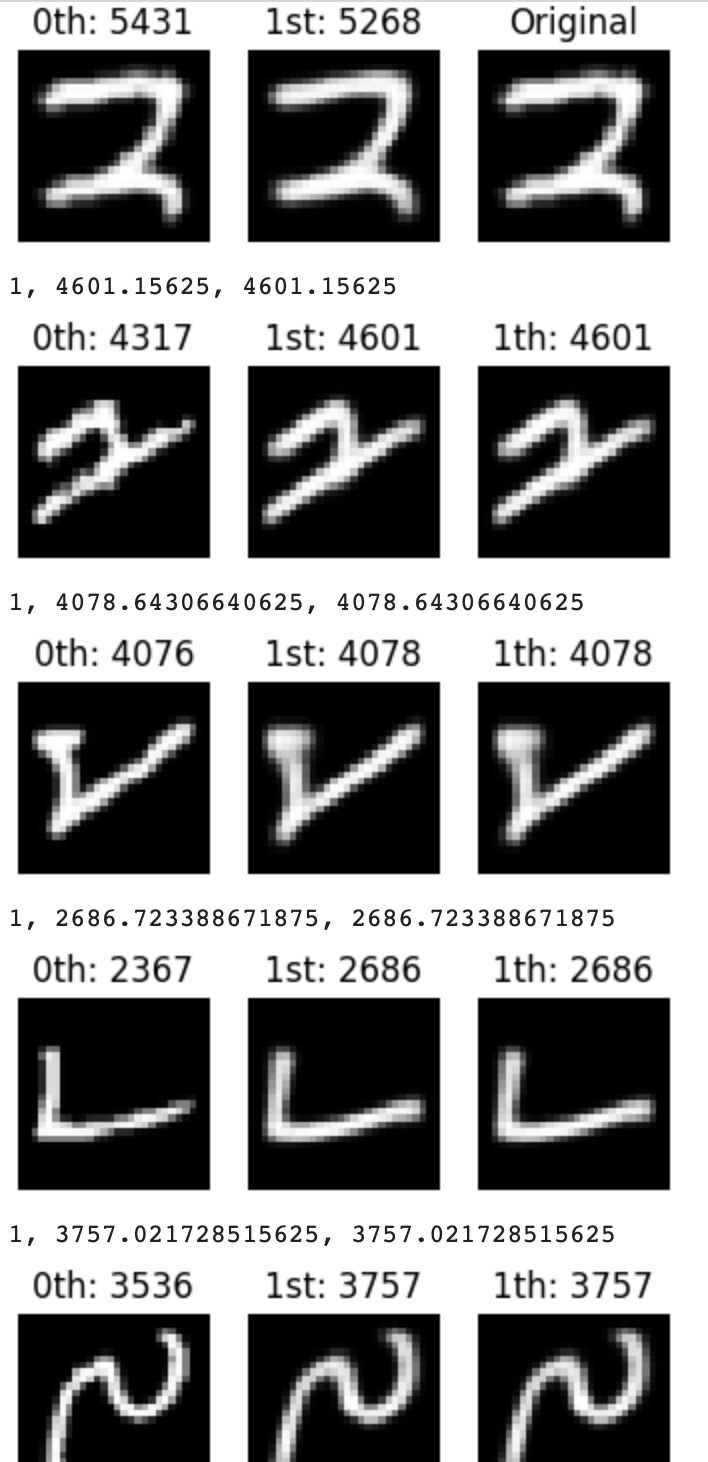 0th: 5431 1st: 5268 Original
1, 4601.15625, 4601.15625
0th: 4317 1st: 4601 1th: 4601
1, 4078.64306640625, 4078.64306640625
0th: 4076 1st: 4078 1th: 4078
1, 2686.723388671875, 2686.723388671875
0th: 2367 1st: 2686 1th: 2686
1, 3757.021728515625, 3757.021728515625
0th: 3536 1st: 3757 1th: 3757